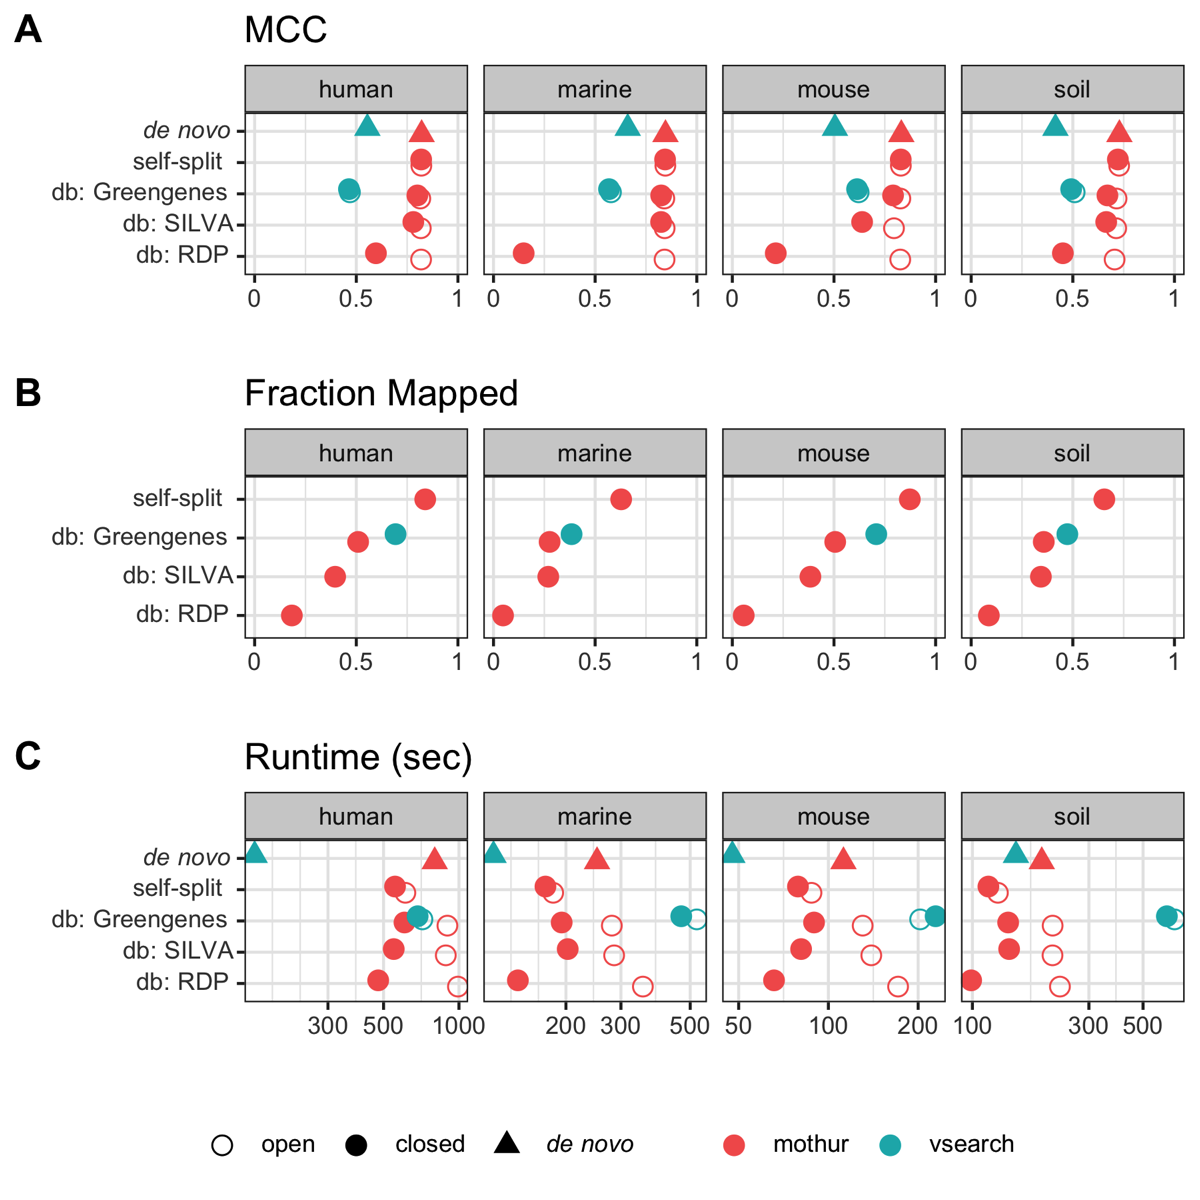 A MCC
human marine mouse soil
de novo
self-split
db: Greengenes
db: SILVA
db: RDP
0 0.5 1 0 0.5 1 0 0.5 1 0 0.5 1
B Fraction Mapped
human marine mouse soil
self-split
db: Greengenes
db: SILVA
db: RDP
0 0.5 1 0 0.5 1 0 0.5 1 0 0.5 1
C Runtime (sec)
human marine mouse soil
de novo
self-split
db: Greengenes
db: SILVA
db: RDP
300 500 1000 200 300 500 50 100 200 100 300 500
open closed de novo mothur vsearch